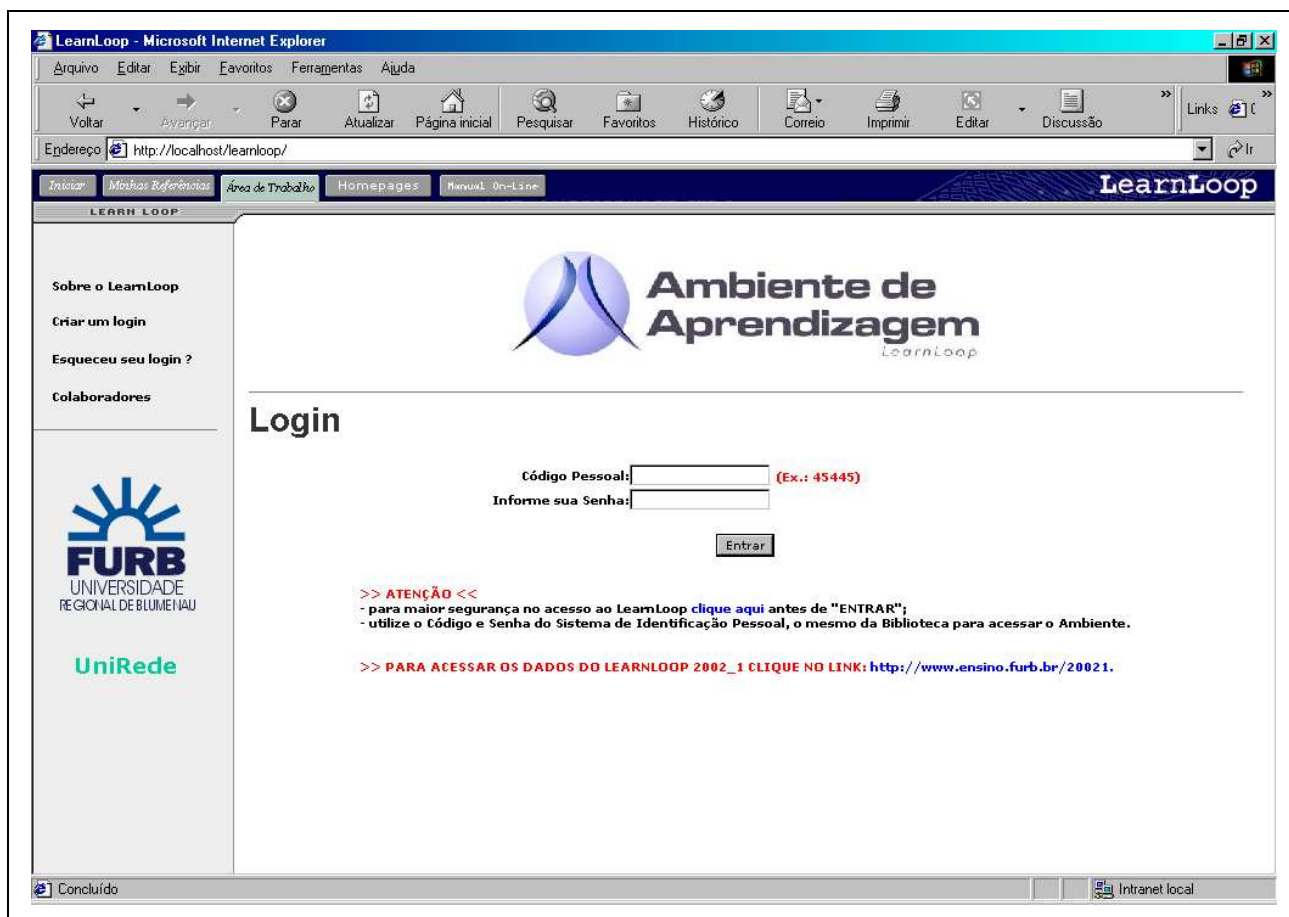 LearnLoop - Microsoft Internet Explorer
Arquivo Editar Exibir Favoritos Ferramentas Ajuda
Voltar Avançar Parar Atualizar Página inicial Pesquisar Favoritos Histórico Correio Imprimir Editar Discussão » Links »
Endereço http://localhost/learnloop/ Ir
Iniciar Minhas Referências Área de Trabalho Homepages Manual On-Line LearnLoop
LEARN LOOP
Sobre o LearnLoop
Criar um login
Esqueceu seu login ?
Colaboradores
FURB
UNIVERSIDADE
REGIONAL DE BLUMENAU
UniRede
Ambiente de
Aprendizagem
LearnLoop
Login
Código Pessoal: (Ex.: 45445)
Informe sua Senha:
Entrar
>> ATENÇÃO <<
- para maior segurança no acesso ao LearnLoop clique aqui antes de "ENTRAR";
- utilize o Código e Senha do Sistema de Identificação Pessoal, o mesmo da Biblioteca para acessar o Ambiente.
>> PARA ACESSAR OS DADOS DO LEARNLOOP 2002_1 CLIQUE NO LINK: http://www.ensino.furb.br/20021.
Concluído Intranet local